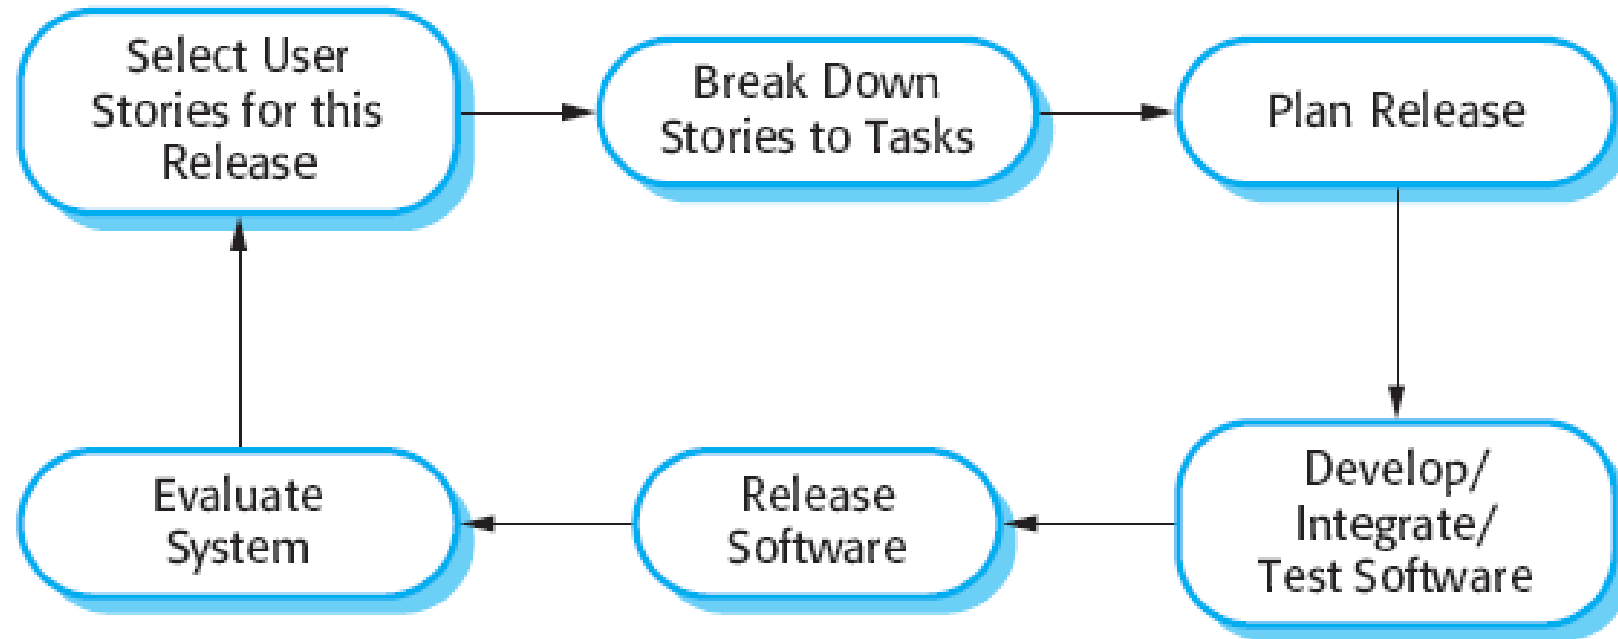 Select User
Stories for this
Release
Break Down
Stories to Tasks
Plan Release
Develop/
Integrate/
Test Software
Release
Software
Evaluate
System